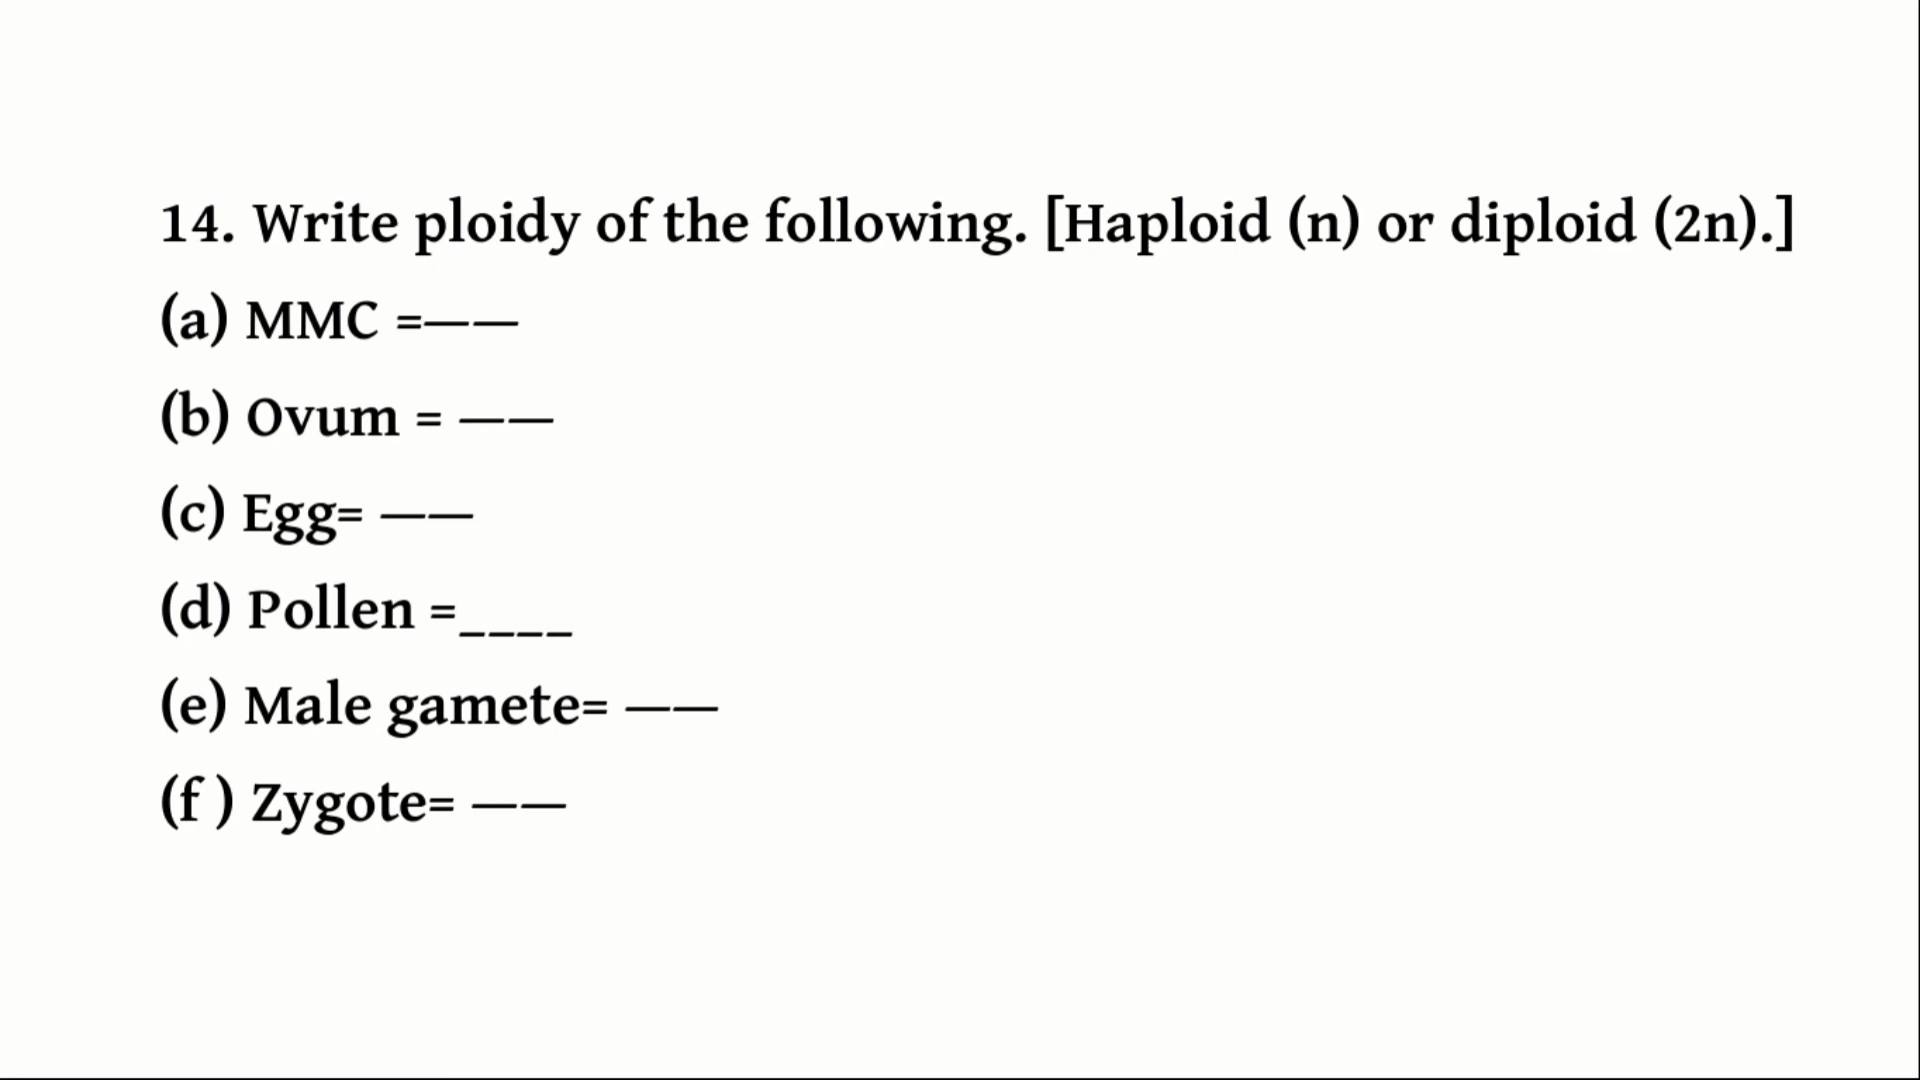 14. Write ploidy of the following. [Haploid (n) or diploid (2n).]
(a) MMC =——
(b) Ovum = ——
(c) Egg= ——
(d) Pollen =____
(e) Male gamete= ——
(f ) Zygote= ——